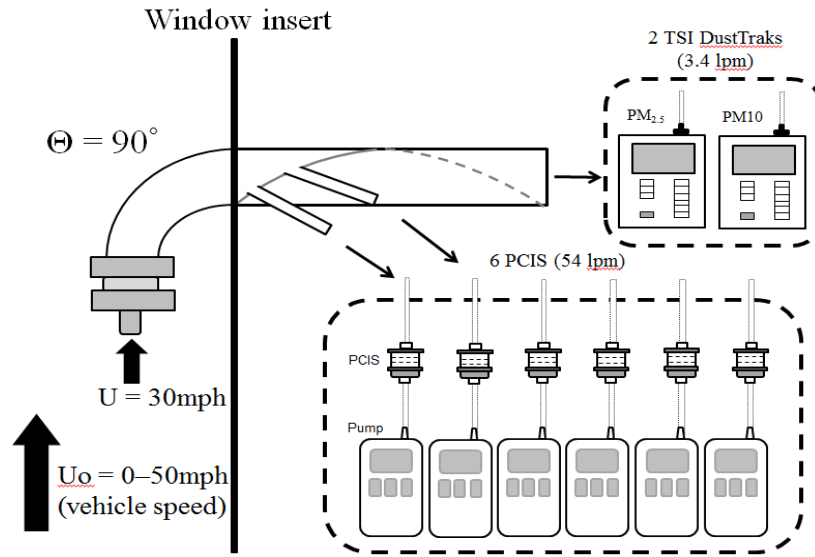 Window insert
2 TSI DustTraks
(3.4 lpm)
PM2.5
PM10
Θ = 90°
6 PCIS (54 lpm)
PCIS
U = 30mph
Pump
Uo = 0–50mph
(vehicle speed)